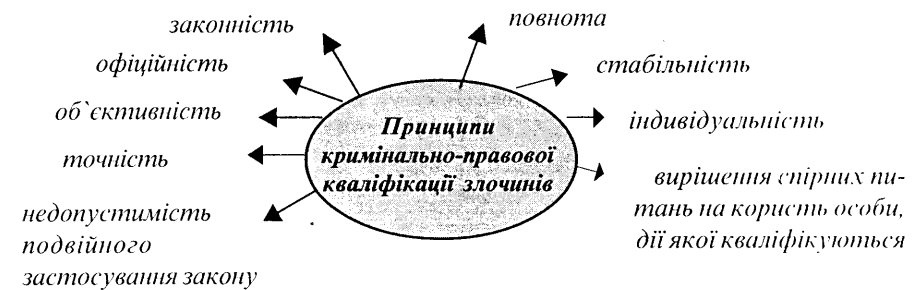 законність
повнота
офіційність
стабільність
об`єктивність
індивідуальність
точність
Принципи
кримінально-правової
кваліфікації злочинів
недопустимість
подвійного
застосування закону
вирішення спірних пи-
тань на користь особи,
дії якої кваліфікуються